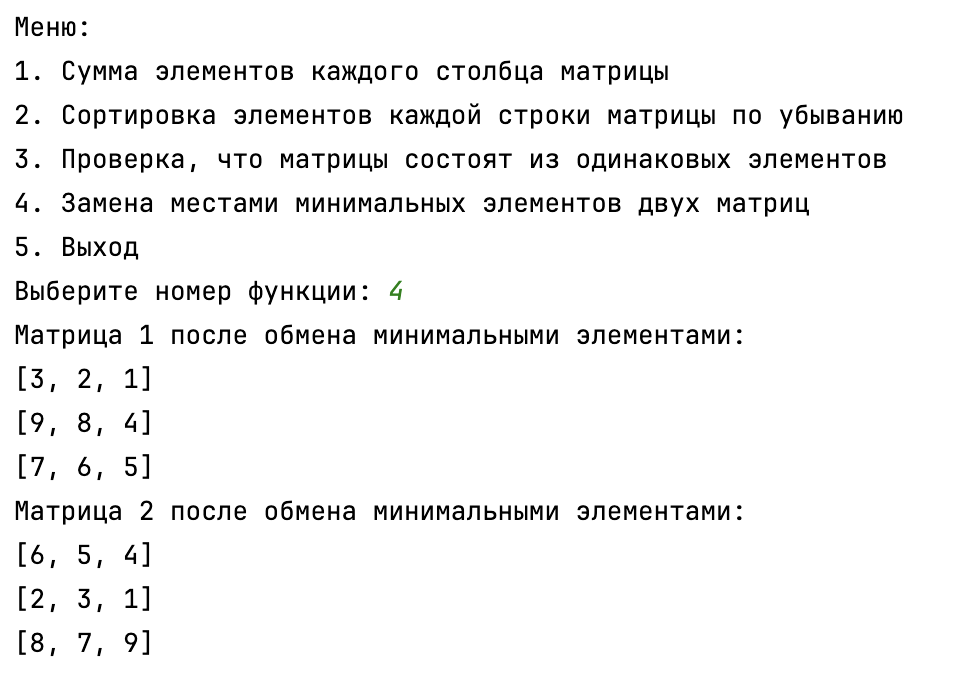 Меню:
1. Сумма элементов каждого столбца матрицы
2. Сортировка элементов каждой строки матрицы по убыванию
3. Проверка, что матрицы состоят из одинаковых элементов
4. Замена местами минимальных элементов двух матриц
5. Выход
Выберите номер функции: 4
Матрица 1 после обмена минимальными элементами:
[3, 2, 1]
[9, 8, 4]
[7, 6, 5]
Матрица 2 после обмена минимальными элементами:
[6, 5, 4]
[2, 3, 1]
[8, 7, 9]